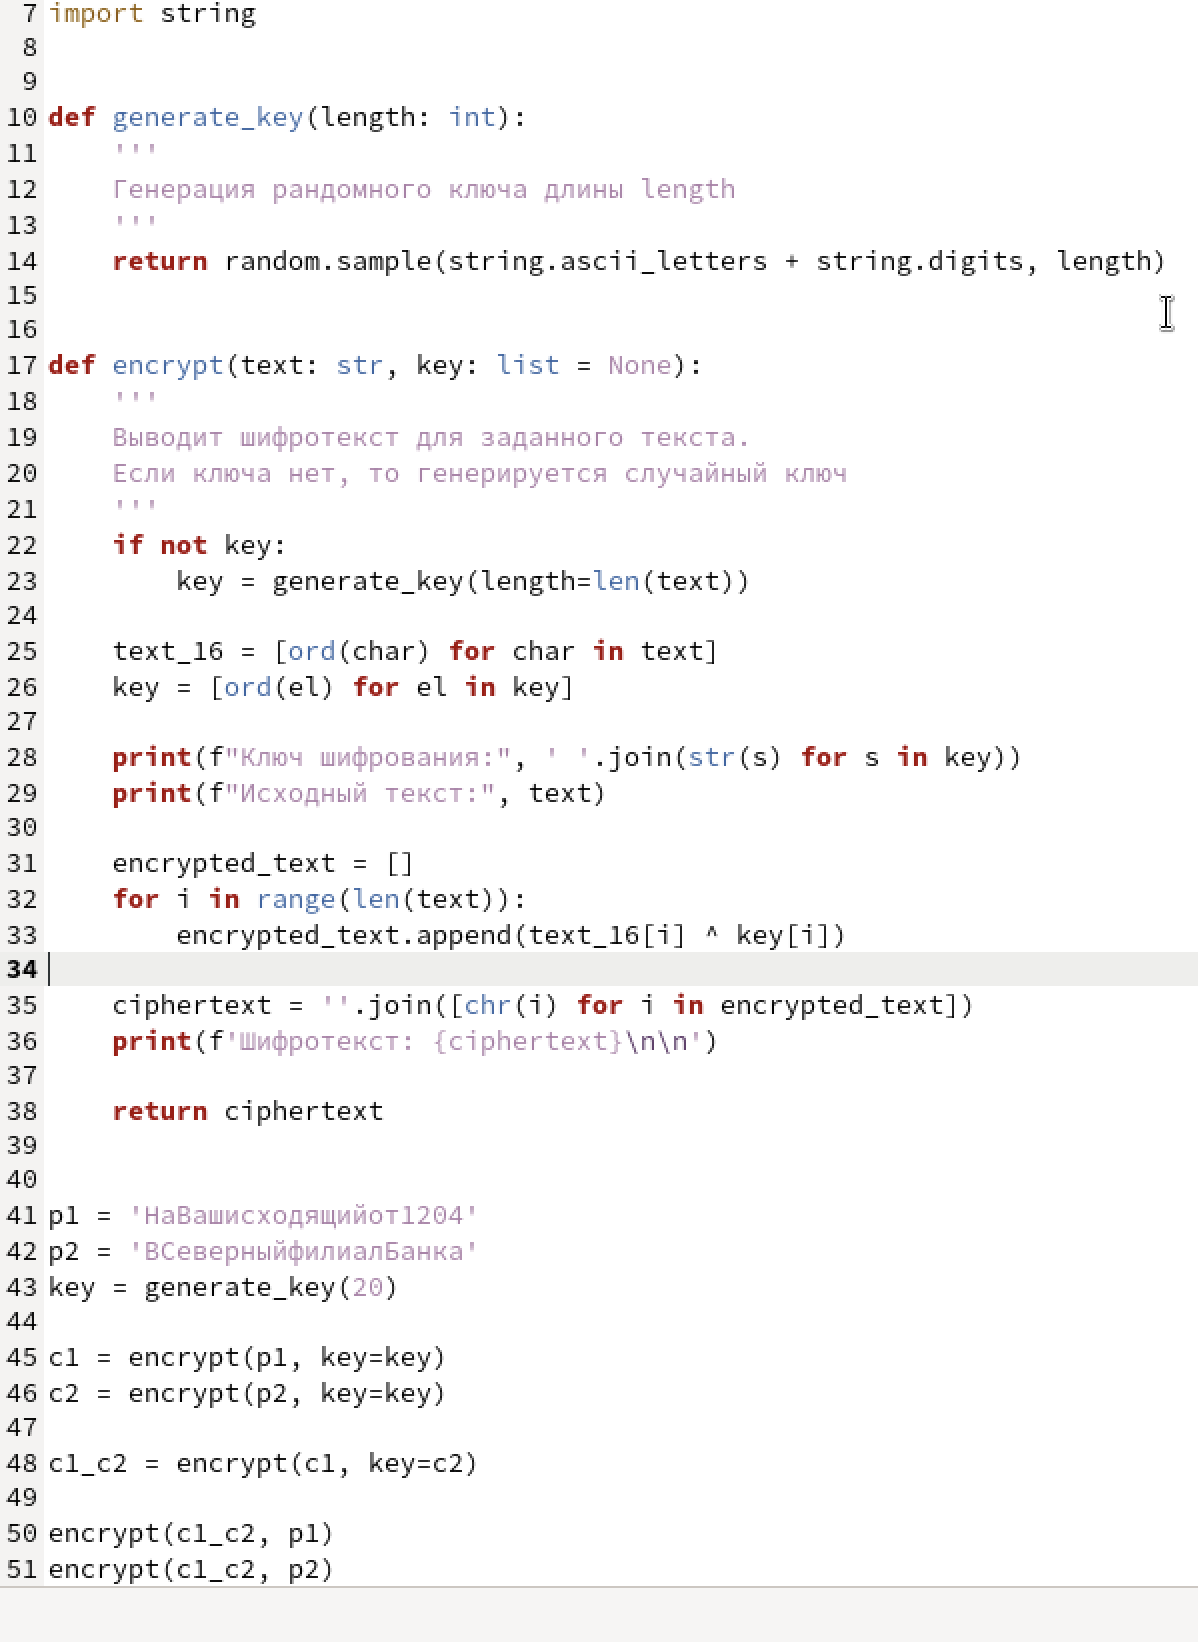 7 import string
8
9
10 def generate_key(length: int):
11     '''
12     Генерация рандомного ключа длины length
13     '''
14     return random.sample(string.ascii_letters + string.digits, length)
15
16
17 def encrypt(text: str, key: list = None):
18     '''
19     Выводит шифротекст для заданного текста.
20     Если ключа нет, то генерируется случайный ключ
21     '''
22     if not key:
23         key = generate_key(length=len(text))
24
25     text_16 = [ord(char) for char in text]
26     key = [ord(el) for el in key]
27
28     print(f"Ключ шифрования:", ' '.join(str(s) for s in key))
29     print(f"Исходный текст:", text)
30
31     encrypted_text = []
32     for i in range(len(text)):
33         encrypted_text.append(text_16[i] ^ key[i])
34
35     ciphertext = ''.join([chr(i) for i in encrypted_text])
36     print(f'Шифротекст: {ciphertext}\n\n')
37
38     return ciphertext
39
40
41 p1 = 'НаВашисходящийот1204'
42 p2 = 'ВСеверныйфилиалБанка'
43 key = generate_key(20)
44
45 c1 = encrypt(p1, key=key)
46 c2 = encrypt(p2, key=key)
47
48 c1_c2 = encrypt(c1, key=c2)
49
50 encrypt(c1_c2, p1)
51 encrypt(c1_c2, p2)